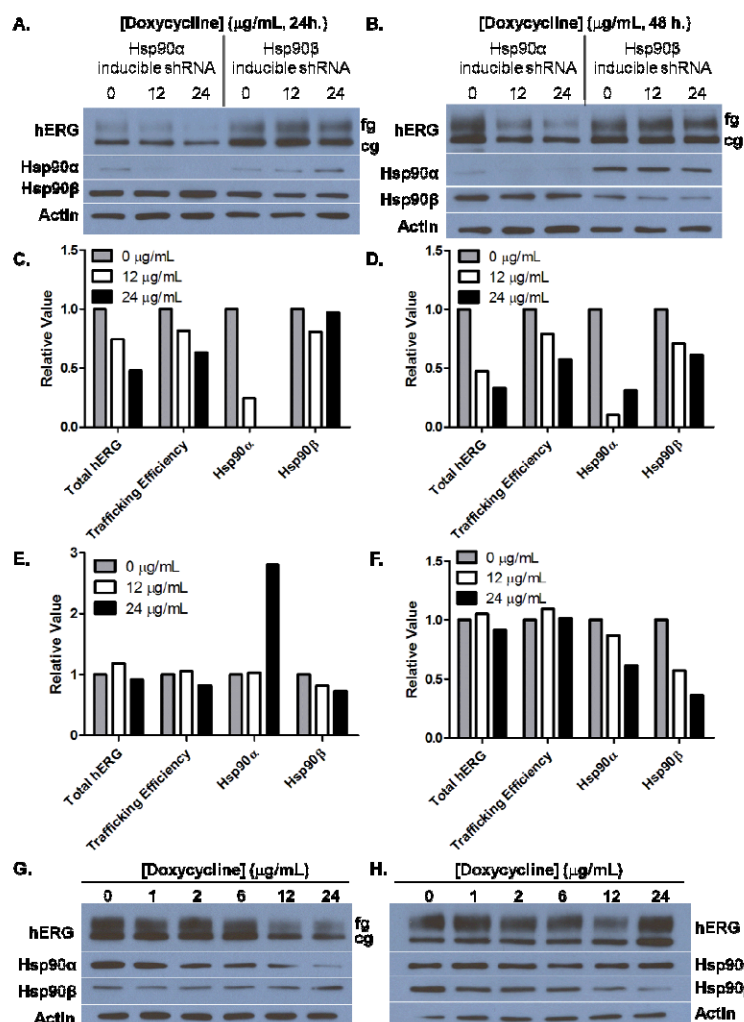 A. [Doxycycline] (µg/mL, 24h.)
Hsp90α inducible shRNA Hsp90β inducible shRNA
0 12 24 0 12 24
hERG fg
cg
Hsp90α
Hsp90β
Actin
B. [Doxycycline] (µg/mL, 48 h.)
Hsp90α inducible shRNA Hsp90β inducible shRNA
0 12 24 0 12 24
hERG fg
cg
Hsp90α
Hsp90β
Actin
C.
1.5
1.0
0.5
0.0
Relative Value
0 µg/mL
12 µg/mL
24 µg/mL
Total hERG
Trafficking Efficiency
Hsp90α
Hsp90β
D.
1.5
1.0
0.5
0.0
Relative Value
0 µg/mL
12 µg/mL
24 µg/mL
Total hERG
Trafficking Efficiency
Hsp90α
Hsp90β
E.
3
2
1
0
Relative Value
0 µg/mL
12 µg/mL
24 µg/mL
Total hERG
Trafficking Efficiency
Hsp90α
Hsp90β
F.
1.5
1.0
0.5
0.0
Relative Value
0 µg/mL
12 µg/mL
24 µg/mL
Total hERG
Trafficking Efficiency
Hsp90α
Hsp90β
G. [Doxycycline] (µg/mL)
0 1 2 6 12 24
hERG fg
cg
Hsp90α
Hsp90β
Actin
H. [Doxycycline] (µg/mL)
0 1 2 6 12 24
hERG
Hsp90
Hsp90
Actin